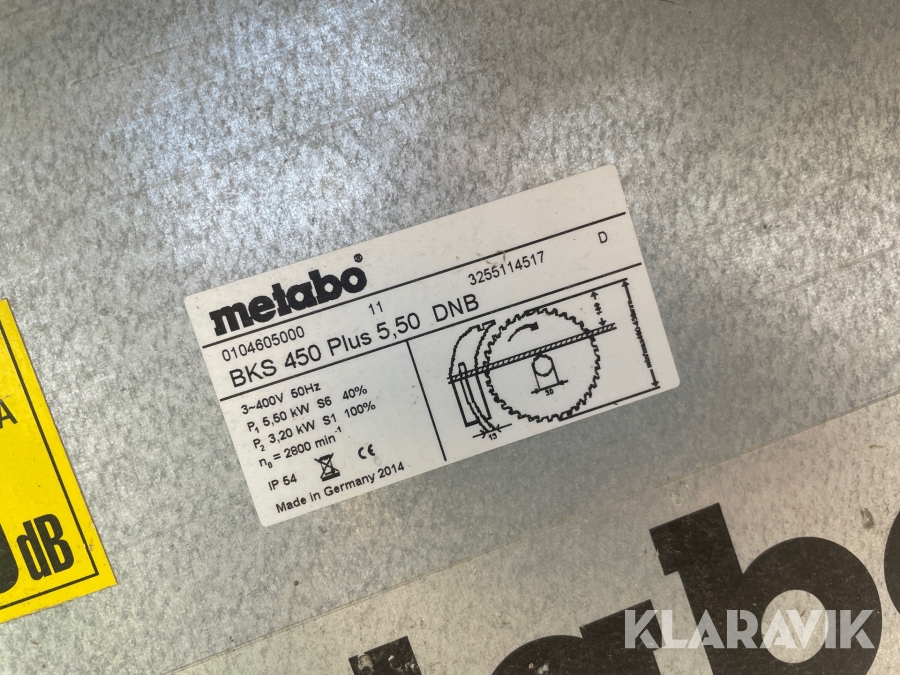 metabo®
0104605000 11 3255114517 D
BKS 450 Plus 5,50 DNB
3~400V 50Hz
P1 5,50 kW S6 40%
P2 3,20 kW S1 100%
n0 = 2800 min-1
IP 54 CE
Made in Germany 2014
30
A
dB
KLARAVIK